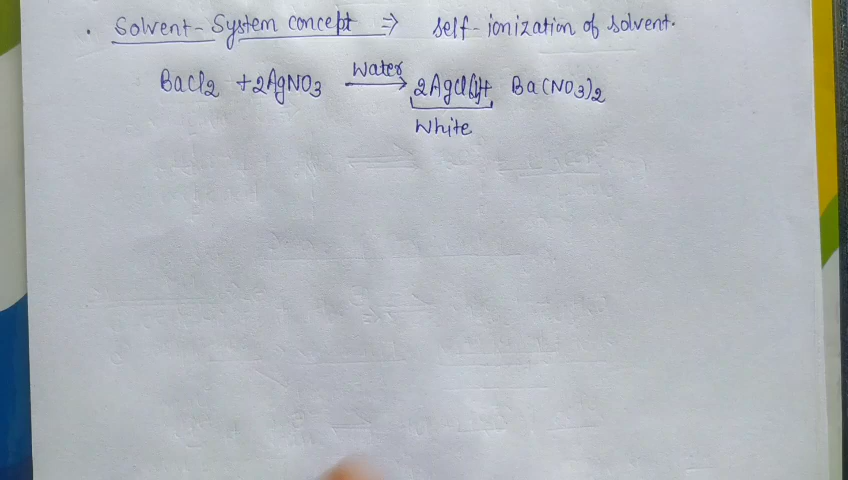 • Solvent-System concept ⇒ self-ionization of solvent.
BaCl2 + 2AgNO3 Water → 2AgCl(s)+ Ba(NO3)2
White